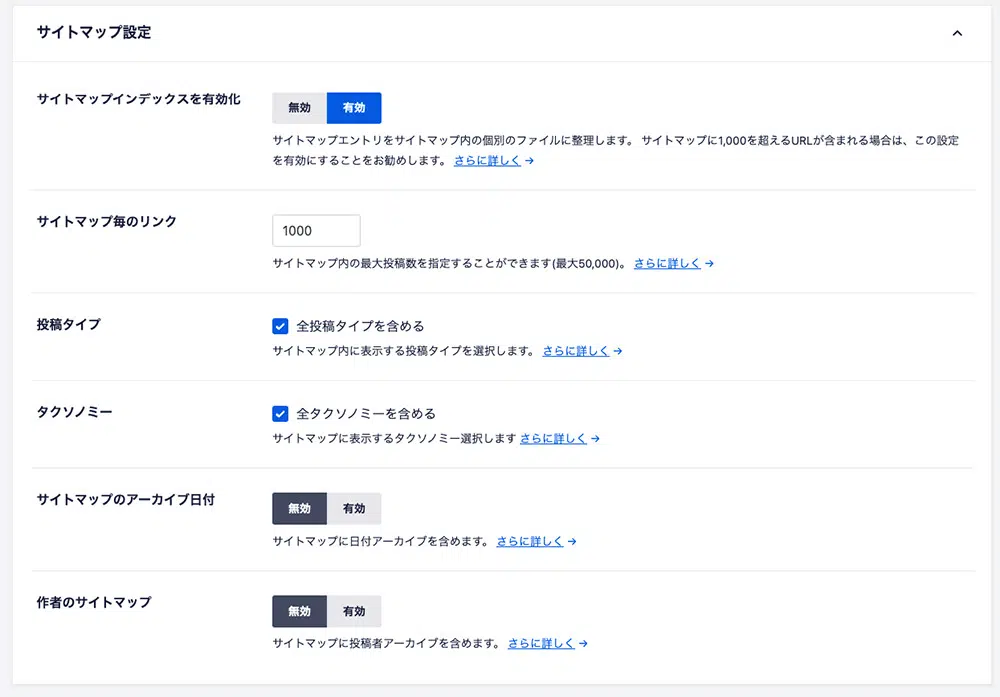 サイトマップ設定
サイトマップインデックスを有効化
無効 有効
サイトマップエントリをサイトマップ内の個別のファイルに整理します。 サイトマップに1,000を超えるURLが含まれる場合は、この設定
を有効にすることをお勧めします。 さらに詳しく →
サイトマップ毎のリンク
1000
サイトマップ内の最大投稿数を指定することができます(最大50,000)。 さらに詳しく →
投稿タイプ
全投稿タイプを含める
サイトマップ内に表示する投稿タイプを選択します。 さらに詳しく →
タクソノミー
全タクソノミーを含める
サイトマップに表示するタクソノミー選択します さらに詳しく →
サイトマップのアーカイブ日付
無効 有効
サイトマップに日付アーカイブを含めます。 さらに詳しく →
作者のサイトマップ
無効 有効
サイトマップに投稿者アーカイブを含めます。 さらに詳しく →